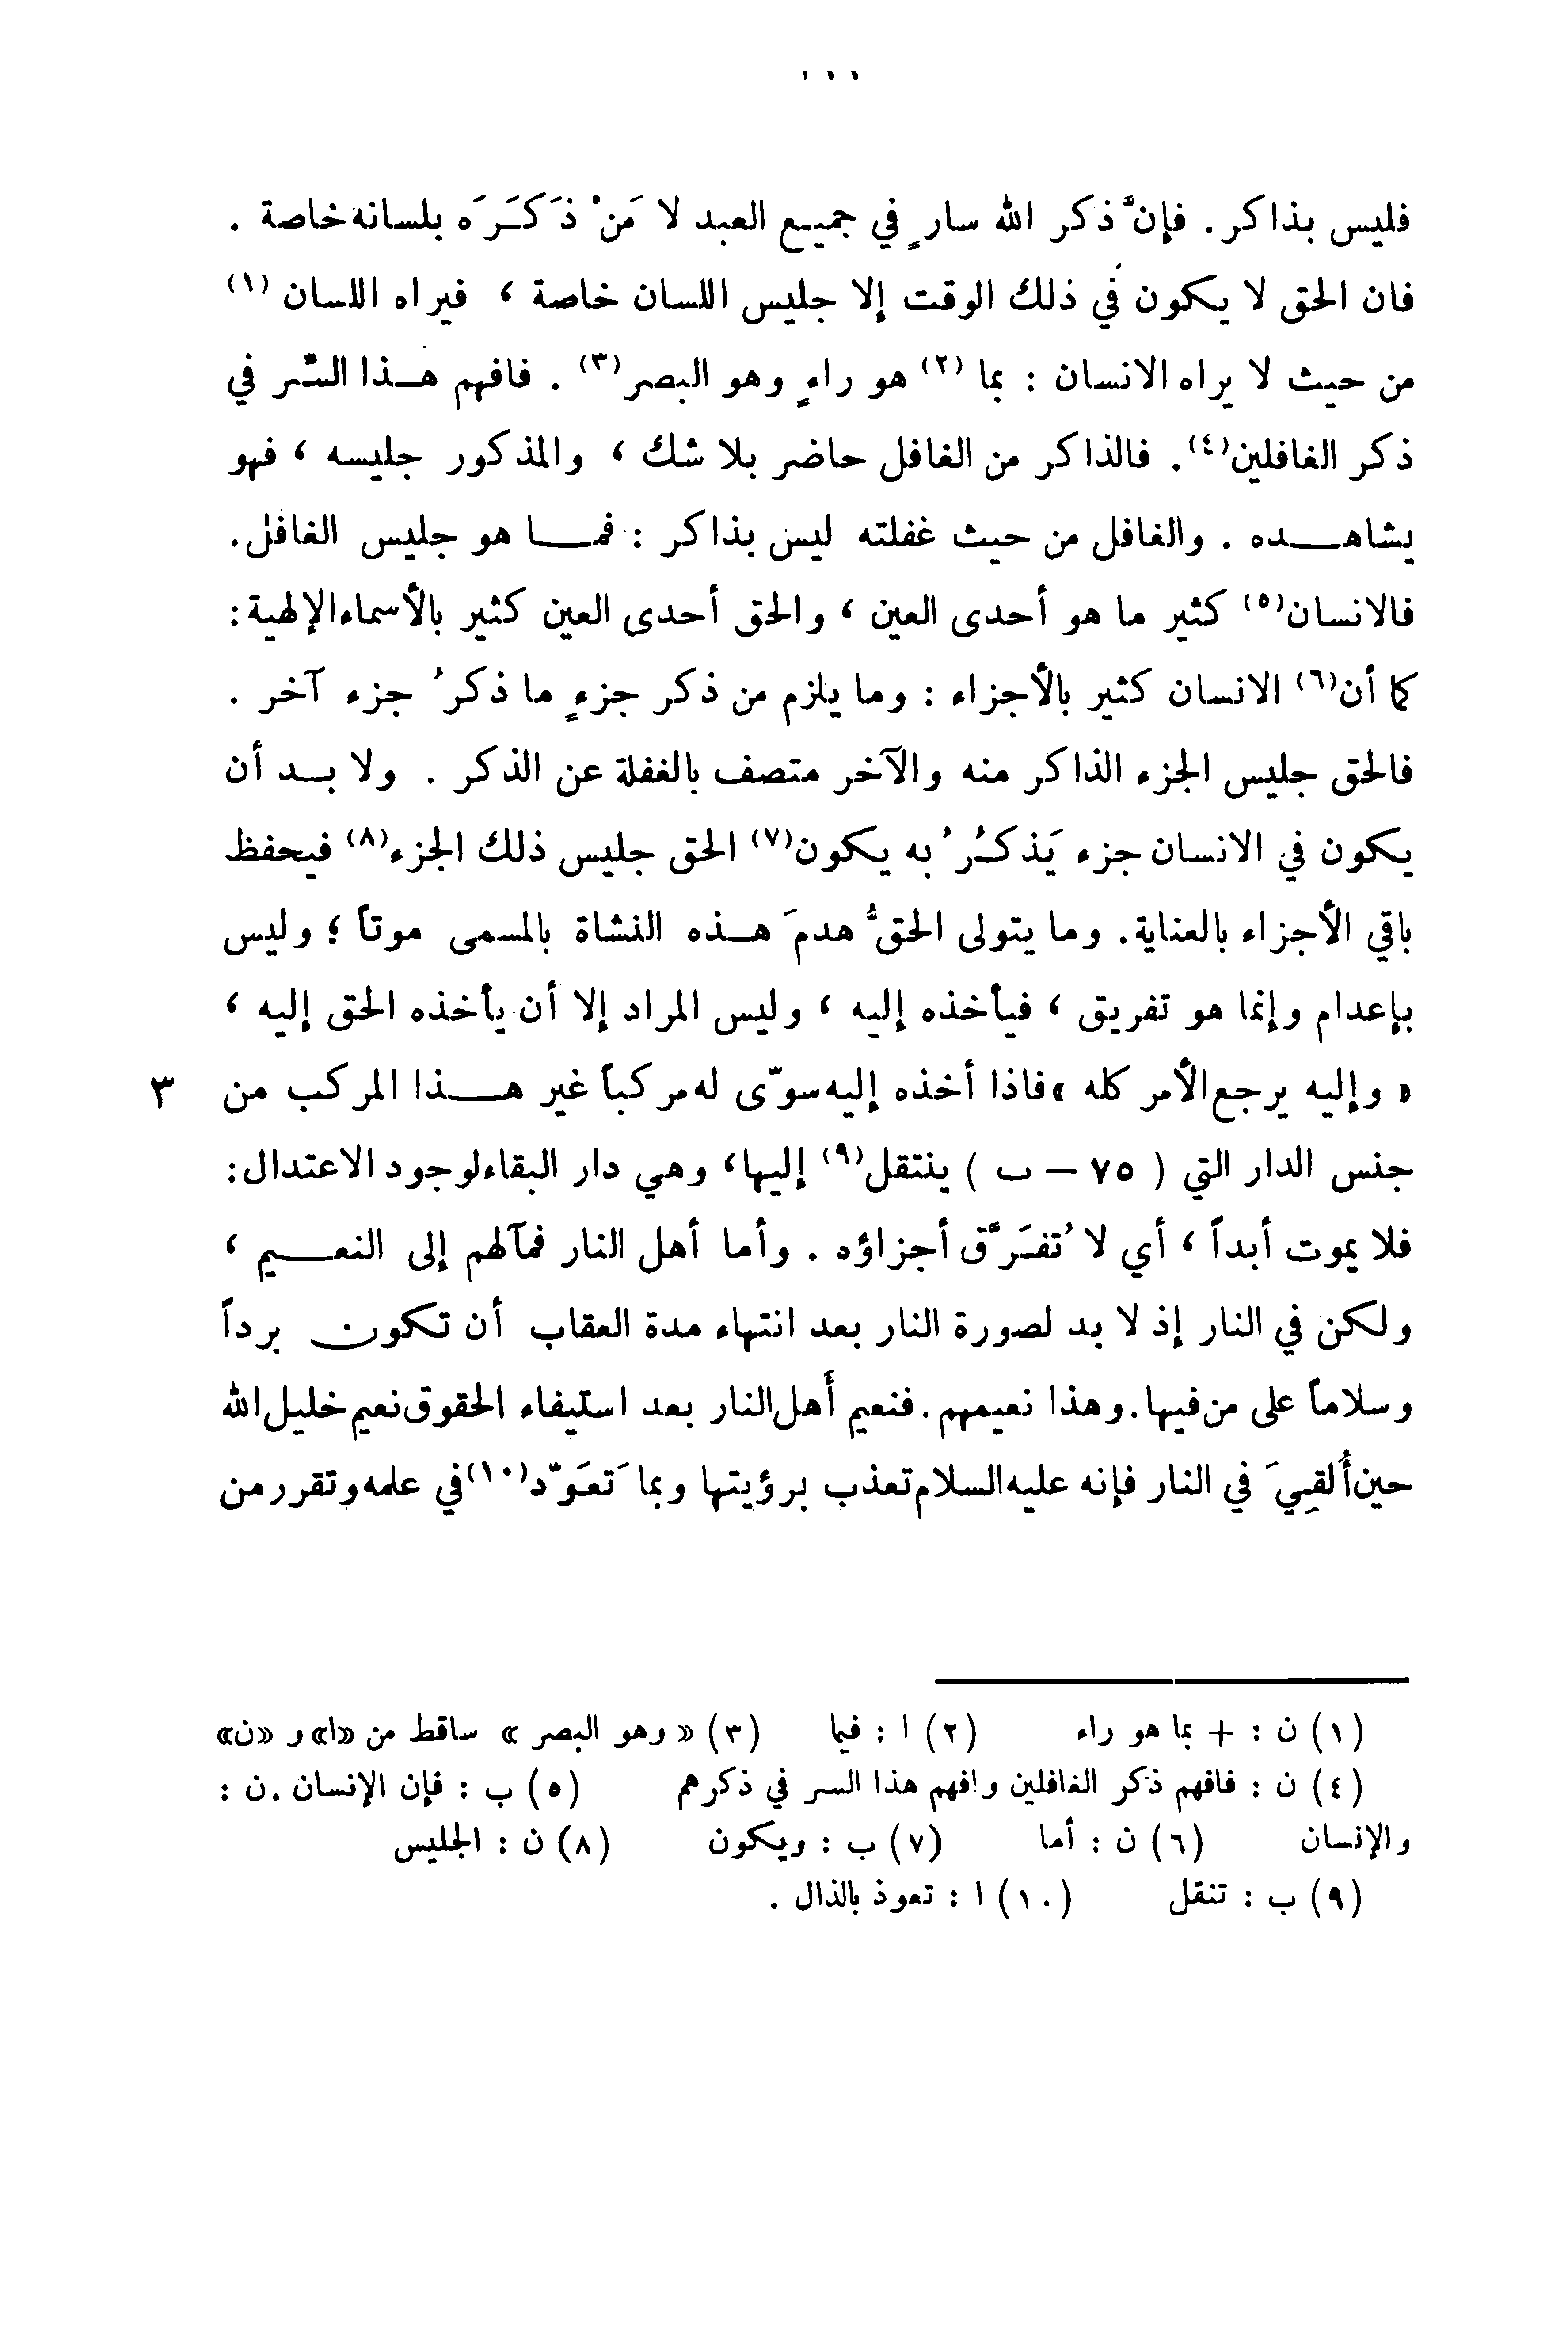 فليس بذاكر. فإنَّ ذكر الله سارٍ في جميع العبد لا مَنْ ذَكَرَه بلسانه خاصة .
فان الحق لا يكون في ذلك الوقت إلا جليس اللسان خاصة ، فيراه اللسان (١)
من حيث لا يراه الانسان : بما (٢) هو راءٍ وهو البصر(٣) . فافهم هذا السّر في
ذكر الغافلين(٤). فالذاكر من الغافل حاضر بلا شك ، والمذكور جليسه ، فهو
يشاهده . والغافل من حيث غفلته ليس بذاكر : فما هو جليس الغافل.
فالانسان(٥) كثير ما هو أحدى العين ، والحق أحدى العين كثير بالأسماء الإلهية:
كما أن(٦) الانسان كثير بالأجزاء : وما يلزم من ذكر جزءٍ ما ذكرُ جزء آخر .
فالحق جليس الجزء الذاكر منه والآخر متصف بالغفلة عن الذكر . ولا بد أن
يكون في الانسان جزء يَذكُرُ به يكون(٧) الحق جليس ذلك الجزء(٨) فيحفظ
باقي الأجزاء بالعناية. وما يتولى الحقُّ هدمَ هذه النشاة بالمسمى موتاً ؛ وليس
بإعدام وإنما هو تفريق ، فيأخذه إليه ، وليس المراد إلا أن يأخذه الحق إليه ،
« وإليه يرجع الأمر كله » فاذا أخذه إليه سوّى له مركباً غير هذا المركب من ٣
جنس الدار التي ( ٧٥ – ب ) ينتقل(٩) إليها، وهي دار البقاء لوجود الاعتدال:
فلا يموت أبداً ، أي لا تُفَرَّق أجزاؤه . وأما أهل النار فمآلهم إلى النعيم ،
ولكن في النار إذ لا بد لصورة النار بعد انتهاء مدة العقاب أن تكون برداً
وسلاماً على من فيها. وهذا نعيمهم. فنعيم أهل النار بعد استيفاء الحقوق نعيم خليل الله
حين أُلقِيَ في النار فإنه عليه السلام تعذب برؤيتها وبما تَعَوّد(١٠) في علمه وتقرر من
(١) ن : + بما هو راء (٢) ا : فيما (٣) « وهو البصر » ساقط من «ا» و «ن»
(٤) ن : فافهم ذكر الغافلين وافهم هذا السر في ذكرهم (٥) ب : فإن الإنسان .ن :
والإنسان (٦) ن : أما (٧) ب : ويكون (٨) ن : الجليس
(٩) ب : تنقل (١٠) ا : تعوذ بالذال .